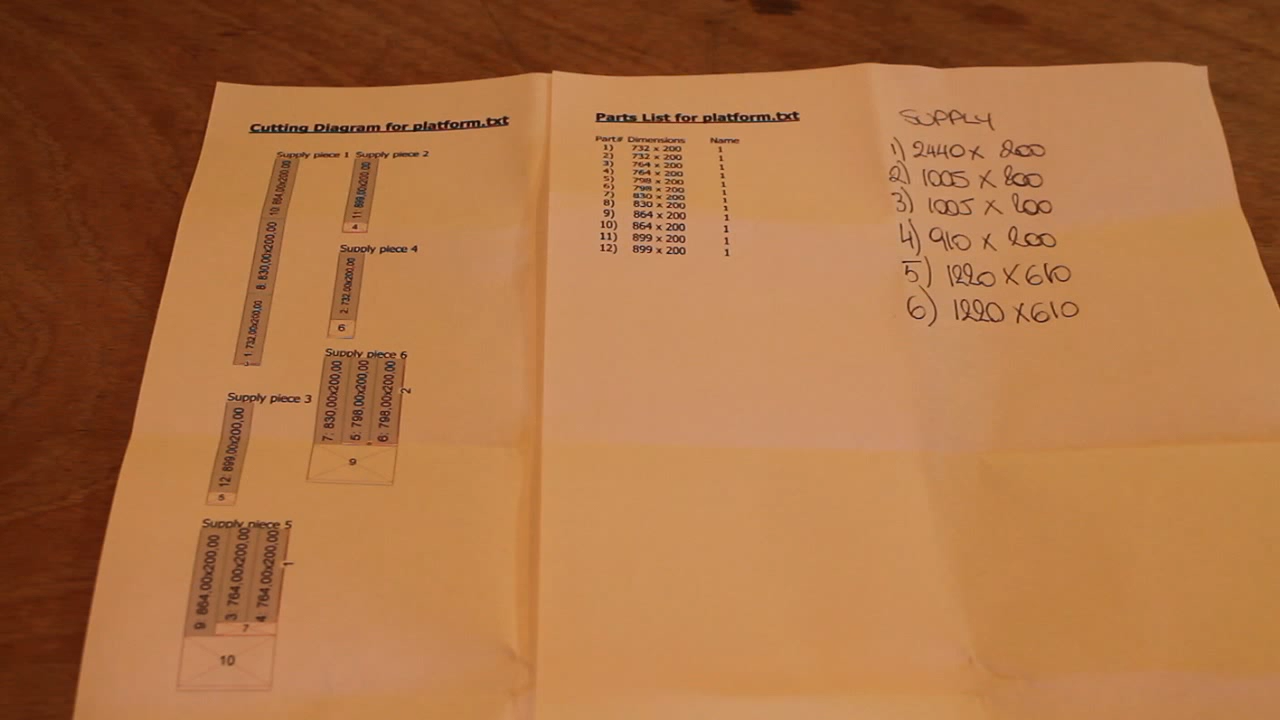 Cutting Diagram for platform.txt
Supply piece 1 Supply piece 2
1: 732,00x200,00 8: 830,00x200,00 10: 864,00x200,00
11: 899,00x200,00
4
Supply piece 4
2: 732,00x200,00
6
Supply piece 6
7: 830,00x200,00
5: 798,00x200,00
6: 798,00x200,00
2
9
Supply piece 3
12: 899,00x200,00
5
Supply piece 5
9: 864,00x200,00
3: 764,00x200,00
4: 764,00x200,00
1
7
10
Parts List for platform.txt
Part# Dimensions Name
1) 732 x 200 1
2) 732 x 200 1
3) 764 x 200 1
4) 764 x 200 1
5) 798 x 200 1
6) 798 x 200 1
7) 830 x 200 1
8) 830 x 200 1
9) 864 x 200 1
10) 864 x 200 1
11) 899 x 200 1
12) 899 x 200 1
SUPPLY
1) 2440 x 200
2) 1005 x 200
3) 1005 x 200
4) 910 x 200
5) 1220 x 610
6) 1220 x 610